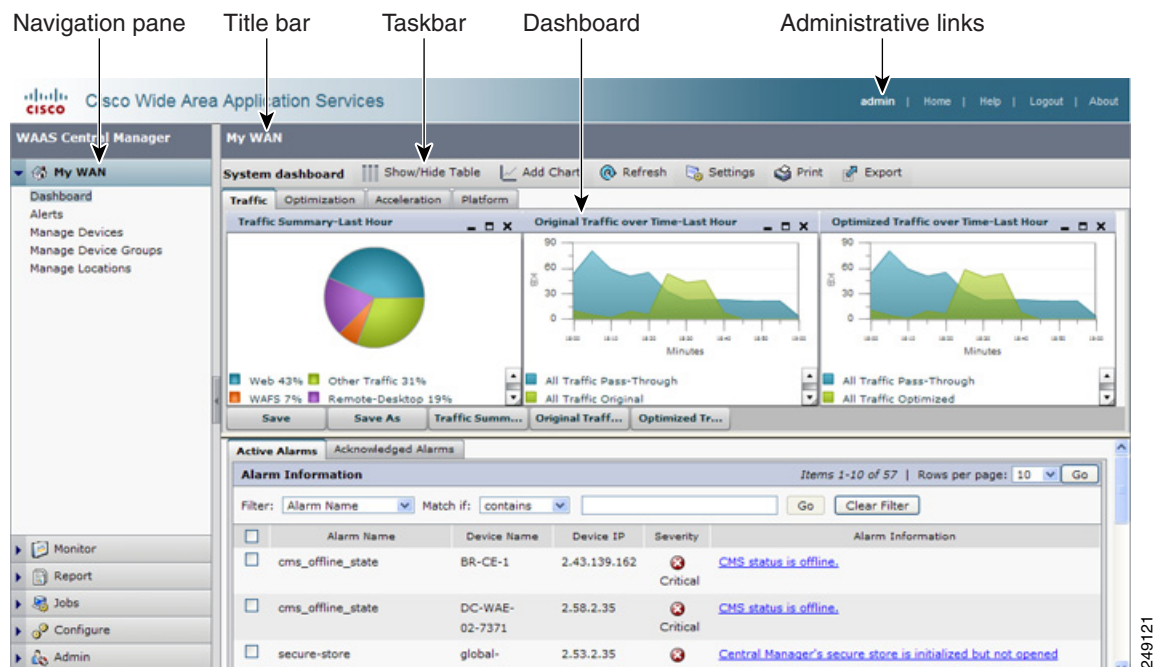 Navigation pane Title bar Taskbar Dashboard Administrative links
CISCO Cisco Wide Area Application Services admin | Home | Help | Logout | About
WAAS Central Manager My WAN
My WAN
System dashboard Show/Hide Table Add Chart Refresh Settings Print Export
Dashboard
Alerts
Manage Devices
Manage Device Groups
Manage Locations
Traffic Optimization Acceleration Platform
Traffic Summary-Last Hour
Web 43% Other Traffic 31%
WAFS 7% Remote-Desktop 19%
Original Traffic over Time-Last Hour
90
60
30
0
Minutes
All Traffic Pass-Through
All Traffic Original
Optimized Traffic over Time-Last Hour
90
60
30
0
Minutes
All Traffic Pass-Through
All Traffic Optimized
Save Save As Traffic Summ... Original Traff... Optimized Tr...
Active Alarms Acknowledged Alarms
Alarm Information Items 1-10 of 57 | Rows per page: 10 Go
Filter: Alarm Name Match if: contains Go Clear Filter
Alarm Name Device Name Device IP Severity Alarm Information
cms_offline_state BR-CE-1 2.43.139.162 Critical CMS status is offline.
cms_offline_state DC-WAE-02-7371 2.58.2.35 Critical CMS status is offline.
secure-store global- 2.53.2.35 Central Manager's secure store is initialized but not opened
Monitor
Report
Jobs
Configure
Admin
249121